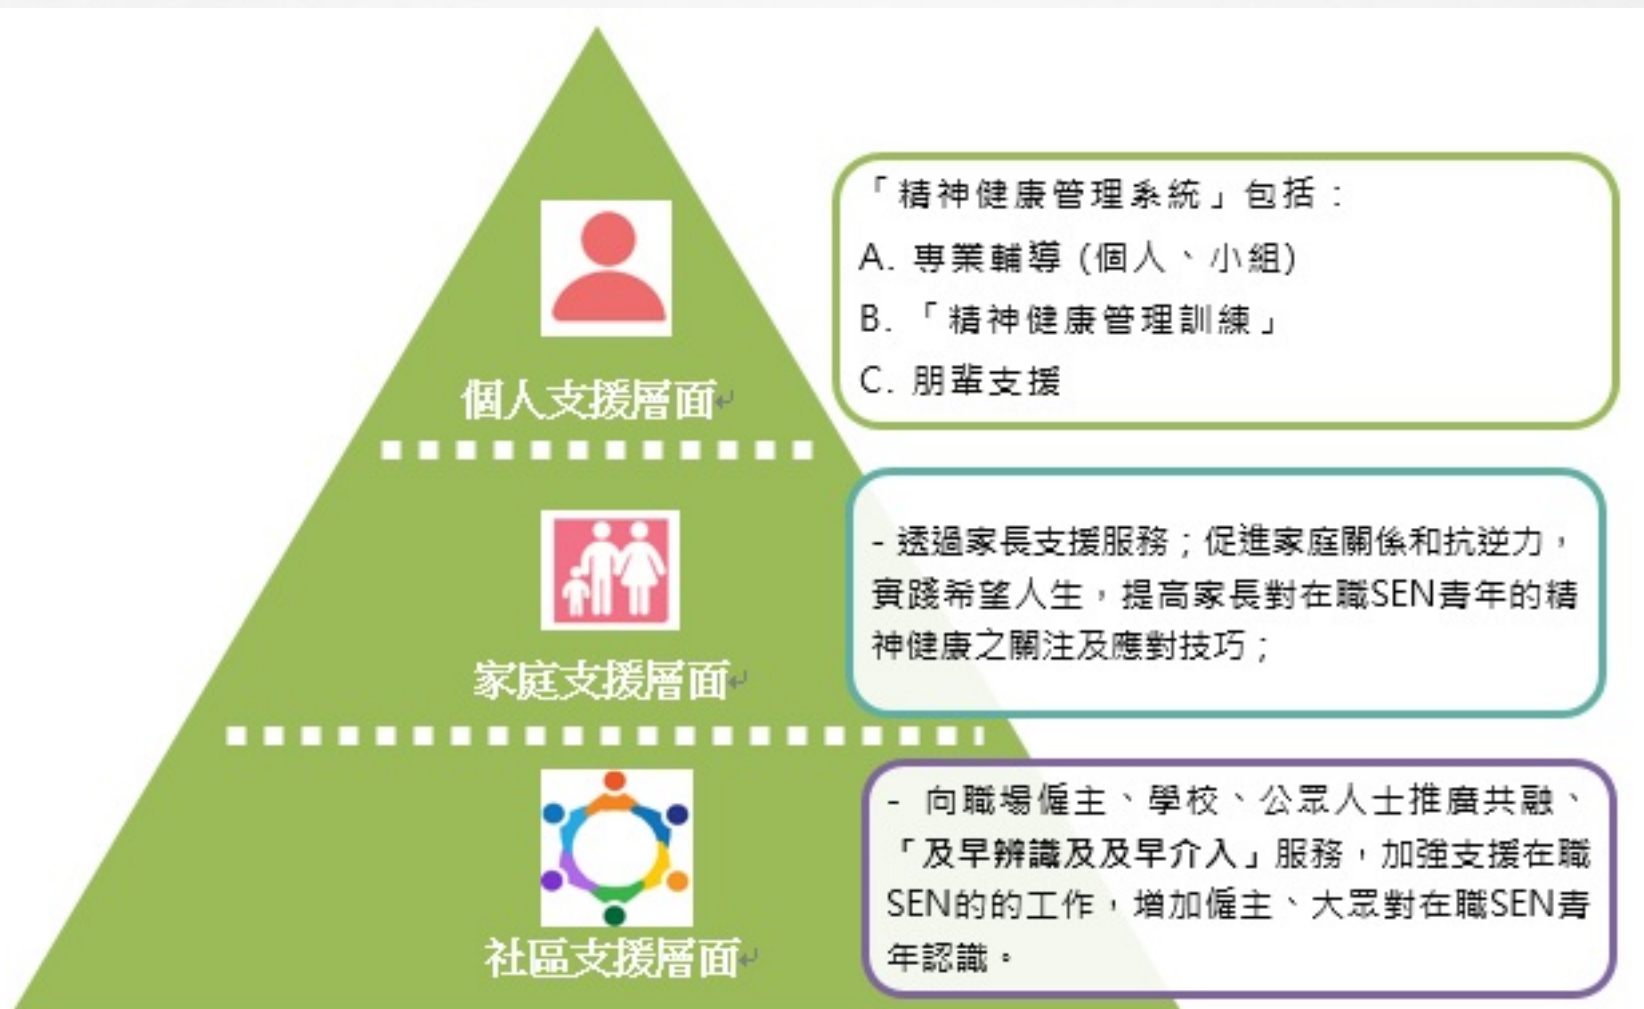 個人支援層面
「精神健康管理系統」包括：
A. 專業輔導 (個人、小組)
B. 「精神健康管理訓練」
C. 朋輩支援
家庭支援層面
- 透過家長支援服務；促進家庭關係和抗逆力，
實踐希望人生，提高家長對在職SEN青年的精
神健康之關注及應對技巧；
社區支援層面
- 向職場僱主、學校、公眾人士推廣共融、
「及早辨識及及早介入」服務，加強支援在職
SEN的的工作，增加僱主、大眾對在職SEN青
年認識。